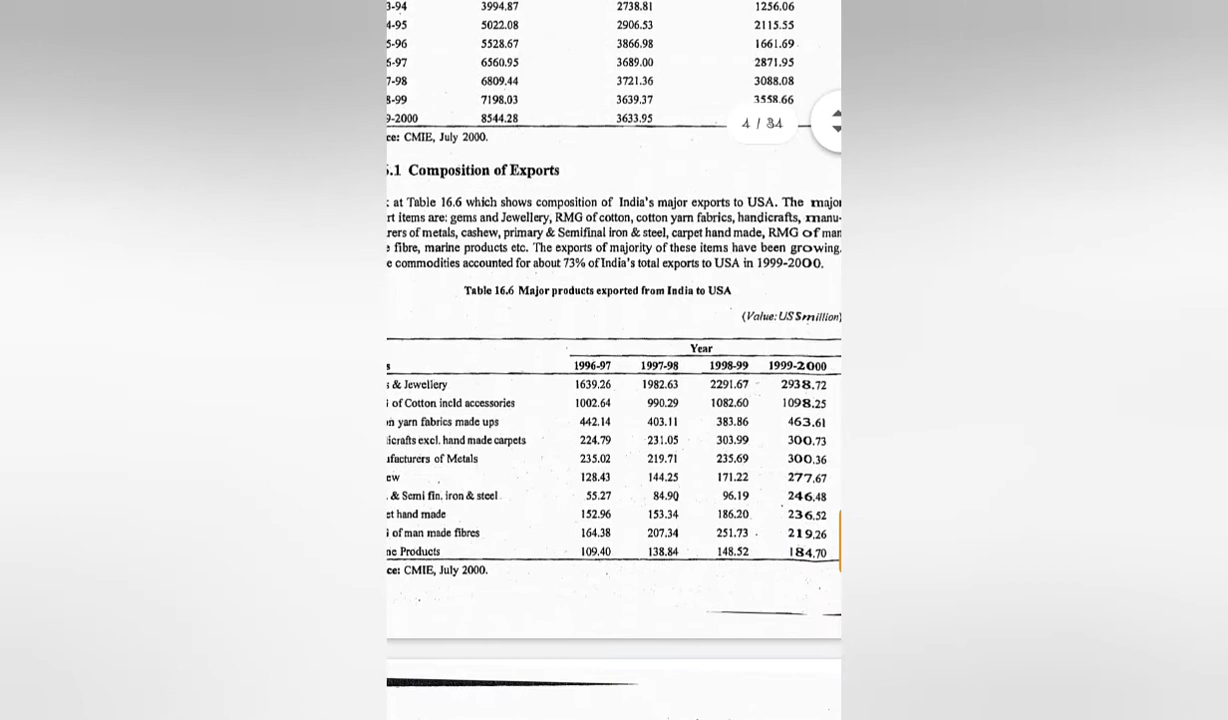 3-94 3994.87 2738.81 1256.06
4-95 5022.08 2906.53 2115.55
5-96 5528.67 3866.98 1661.69
6-97 6560.95 3689.00 2871.95
7-98 6809.44 3721.36 3088.08
8-99 7198.03 3639.37 3558.66
9-2000 8544.28 3633.95
4 / 34
ce: CMIE, July 2000.
.1 Composition of Exports
: at Table 16.6 which shows composition of India's major exports to USA. The major
rt items are: gems and Jewellery, RMG of cotton, cotton yarn fabrics, handicrafts, manu-
rers of metals, cashew, primary & Semifinal iron & steel, carpet hand made, RMG of man
e fibre, marine products etc. The exports of majority of these items have been growing.
e commodities accounted for about 73% of India's total exports to USA in 1999-2000.
Table 16.6 Major products exported from India to USA
(Value: US $ million)
Year
s 1996-97 1997-98 1998-99 1999-2000
s & Jewellery 1639.26 1982.63 2291.67 2938.72
i of Cotton incld accessories 1002.64 990.29 1082.60 1098.25
n yarn fabrics made ups 442.14 403.11 383.86 463.61
icrafts excl. hand made carpets 224.79 231.05 303.99 300.73
ufacturers of Metals 235.02 219.71 235.69 300.36
ew 128.43 144.25 171.22 277.67
. & Semi fin. iron & steel 55.27 84.90 96.19 246.48
et hand made 152.96 153.34 186.20 236.52
i of man made fibres 164.38 207.34 251.73 219.26
ne Products 109.40 138.84 148.52 184.70
ce: CMIE, July 2000.